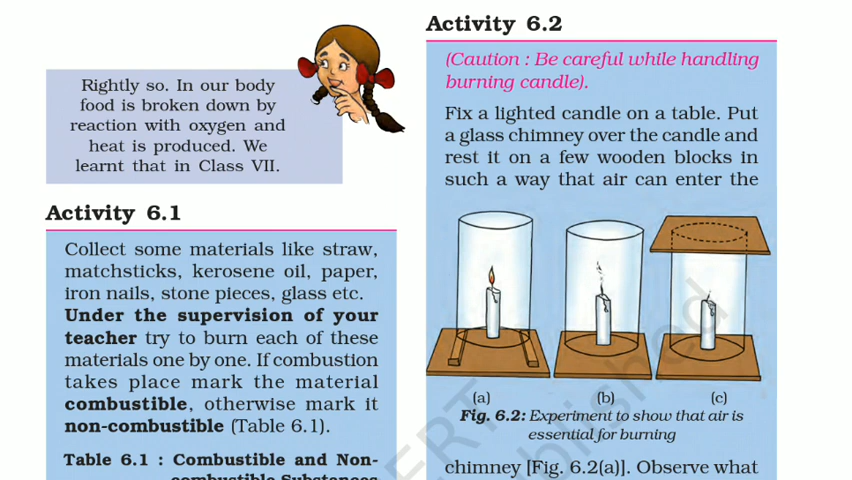 Rightly so. In our body
food is broken down by
reaction with oxygen and
heat is produced. We
learnt that in Class VII.
Activity 6.1
Collect some materials like straw,
matchsticks, kerosene oil, paper,
iron nails, stone pieces, glass etc.
Under the supervision of your
teacher try to burn each of these
materials one by one. If combustion
takes place mark the material
combustible, otherwise mark it
non-combustible (Table 6.1).
Table 6.1 : Combustible and Non-
combustible Substances
Activity 6.2
(Caution : Be careful while handling
burning candle).
Fix a lighted candle on a table. Put
a glass chimney over the candle and
rest it on a few wooden blocks in
such a way that air can enter the
(a) (b) (c)
Fig. 6.2: Experiment to show that air is
essential for burning
chimney [Fig. 6.2(a)]. Observe what